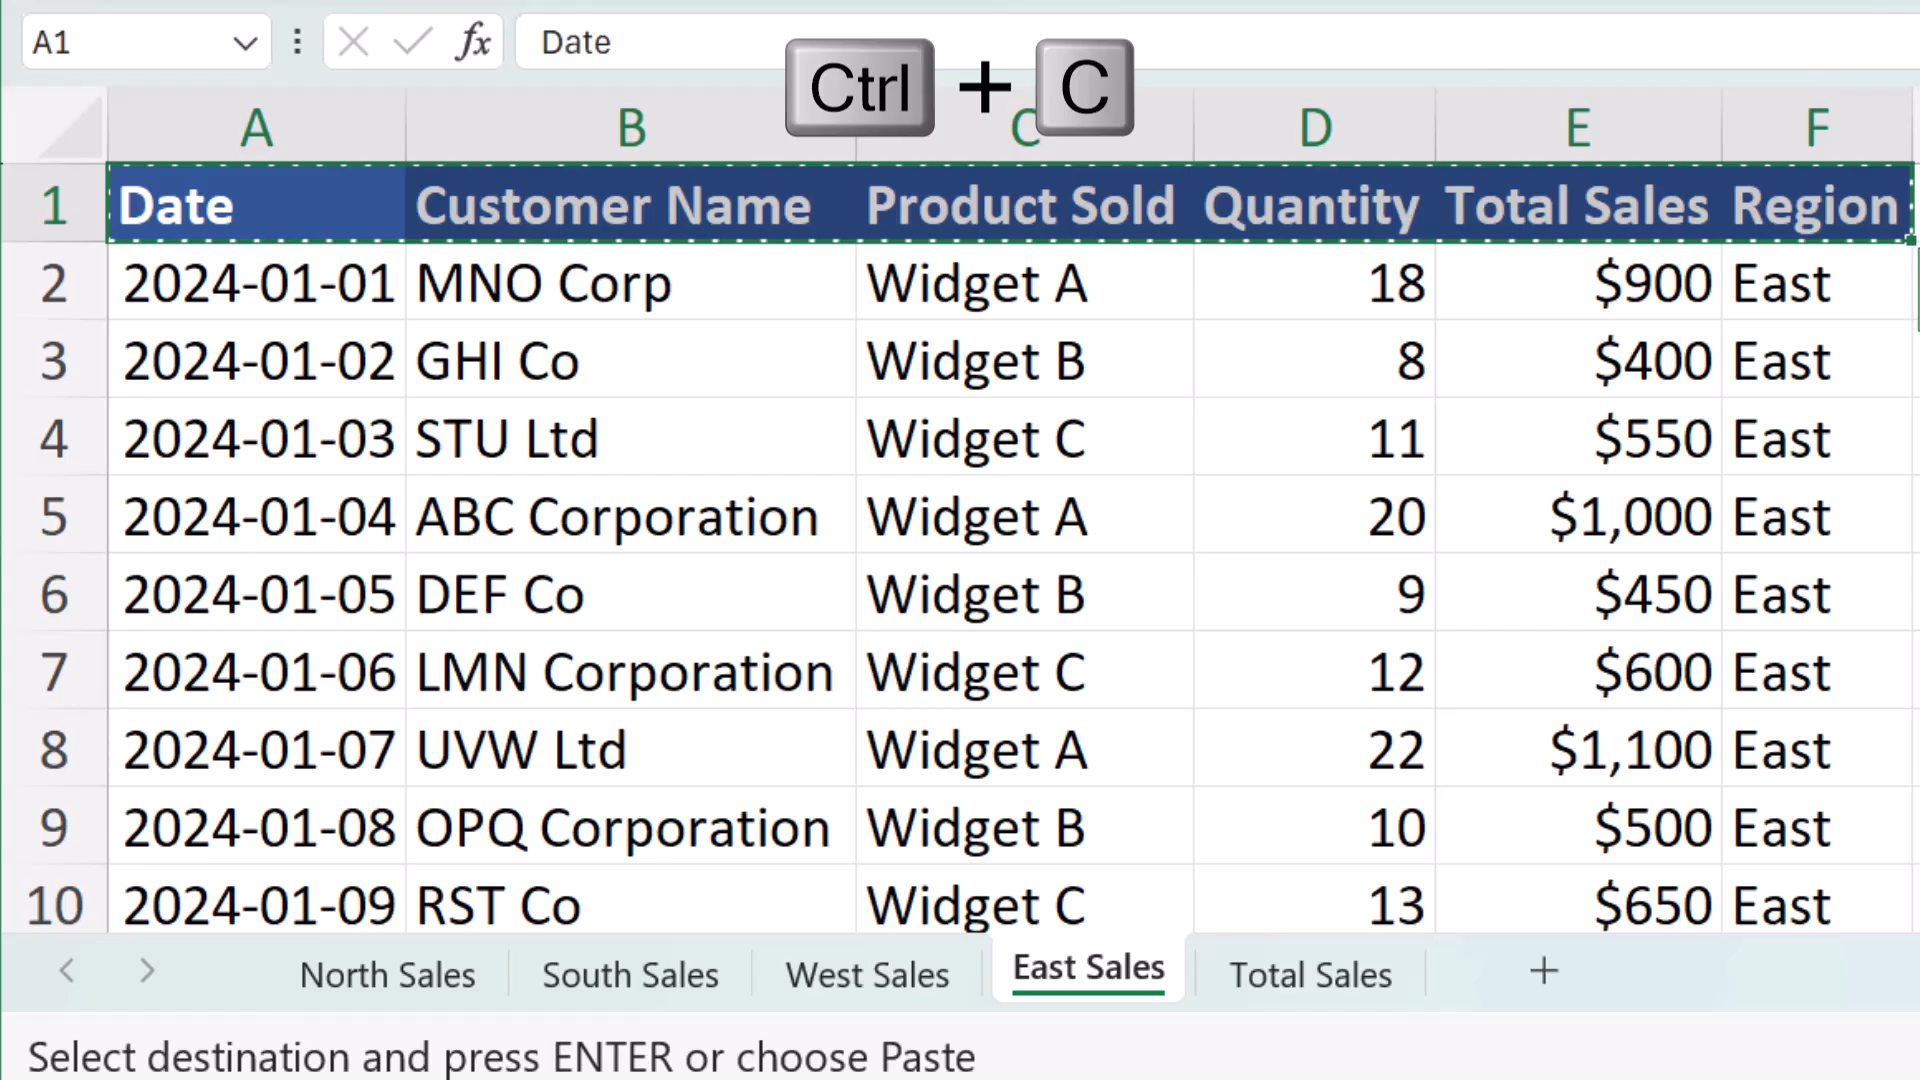 A1 fx Date
Ctrl + C
A B C D E F
1 Date Customer Name Product Sold Quantity Total Sales Region
2 2024-01-01 MNO Corp Widget A 18 $900 East
3 2024-01-02 GHI Co Widget B 8 $400 East
4 2024-01-03 STU Ltd Widget C 11 $550 East
5 2024-01-04 ABC Corporation Widget A 20 $1,000 East
6 2024-01-05 DEF Co Widget B 9 $450 East
7 2024-01-06 LMN Corporation Widget C 12 $600 East
8 2024-01-07 UVW Ltd Widget A 22 $1,100 East
9 2024-01-08 OPQ Corporation Widget B 10 $500 East
10 2024-01-09 RST Co Widget C 13 $650 East
North Sales South Sales West Sales East Sales Total Sales +
Select destination and press ENTER or choose Paste